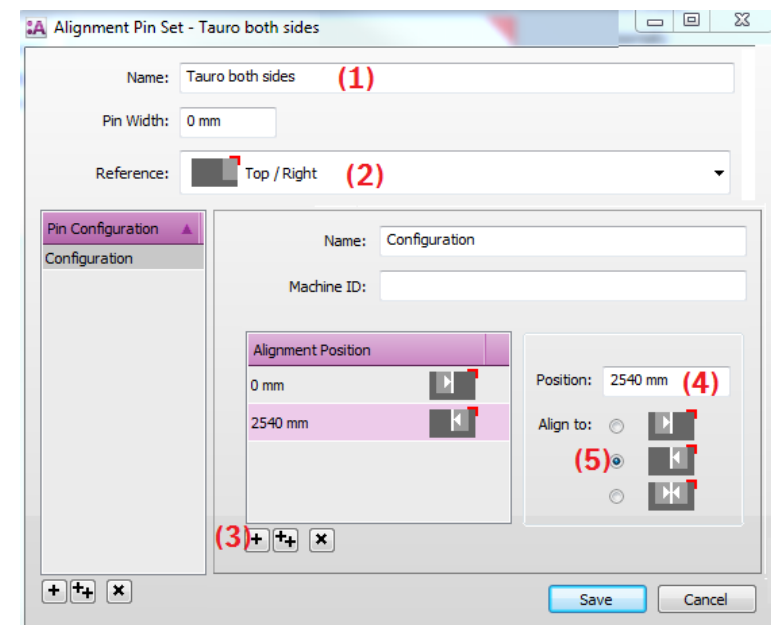 :A Alignment Pin Set - Tauro both sides
Name: Tauro both sides (1)
Pin Width: 0 mm
Reference: Top / Right (2)
Pin Configuration
Configuration
Name: Configuration
Machine ID:
Alignment Position
0 mm
2540 mm
Position: 2540 mm (4)
Align to:
(5)
(3)
Save Cancel